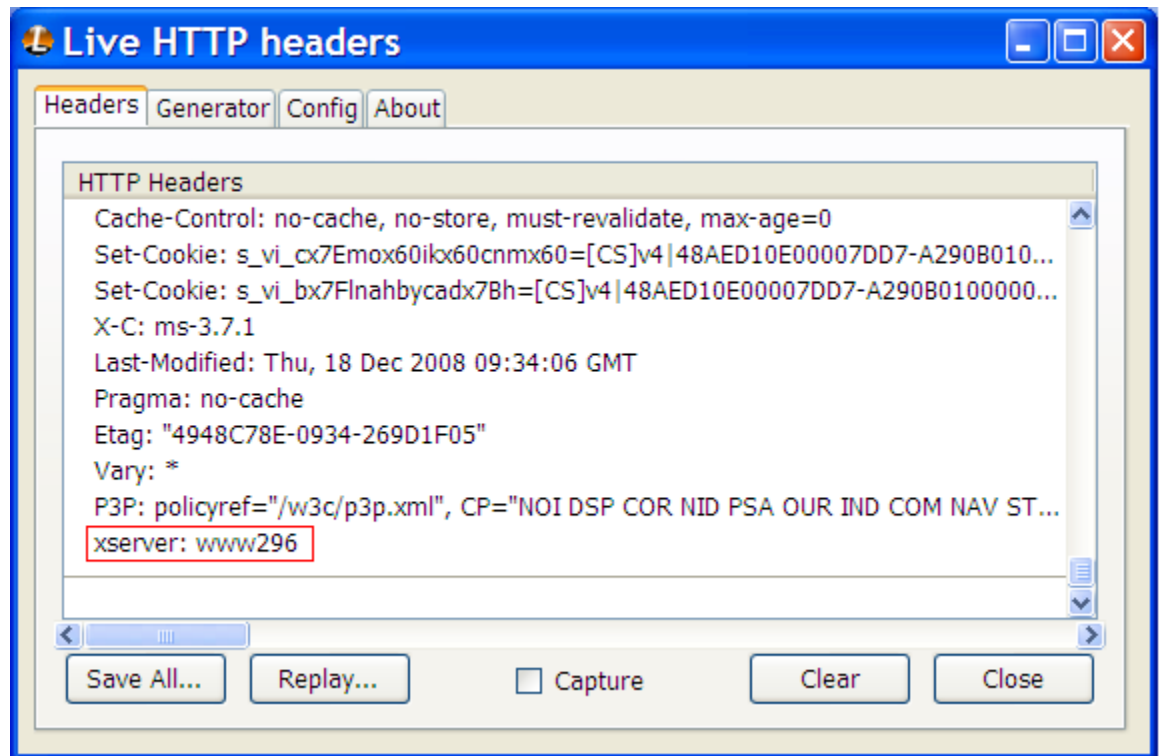 Live HTTP headers
Headers Generator Config About
HTTP Headers
Cache-Control: no-cache, no-store, must-revalidate, max-age=0
Set-Cookie: s_vi_cx7Emox60ikx60cnmx60=[CS]v4|48AED10E00007DD7-A290B010...
Set-Cookie: s_vi_bx7Flnahbycadx7Bh=[CS]v4|48AED10E00007DD7-A290B0100000...
X-C: ms-3.7.1
Last-Modified: Thu, 18 Dec 2008 09:34:06 GMT
Pragma: no-cache
Etag: "4948C78E-0934-269D1F05"
Vary: *
P3P: policyref="/w3c/p3p.xml", CP="NOI DSP COR NID PSA OUR IND COM NAV ST...
xserver: www296
Save All... Replay... Capture Clear Close